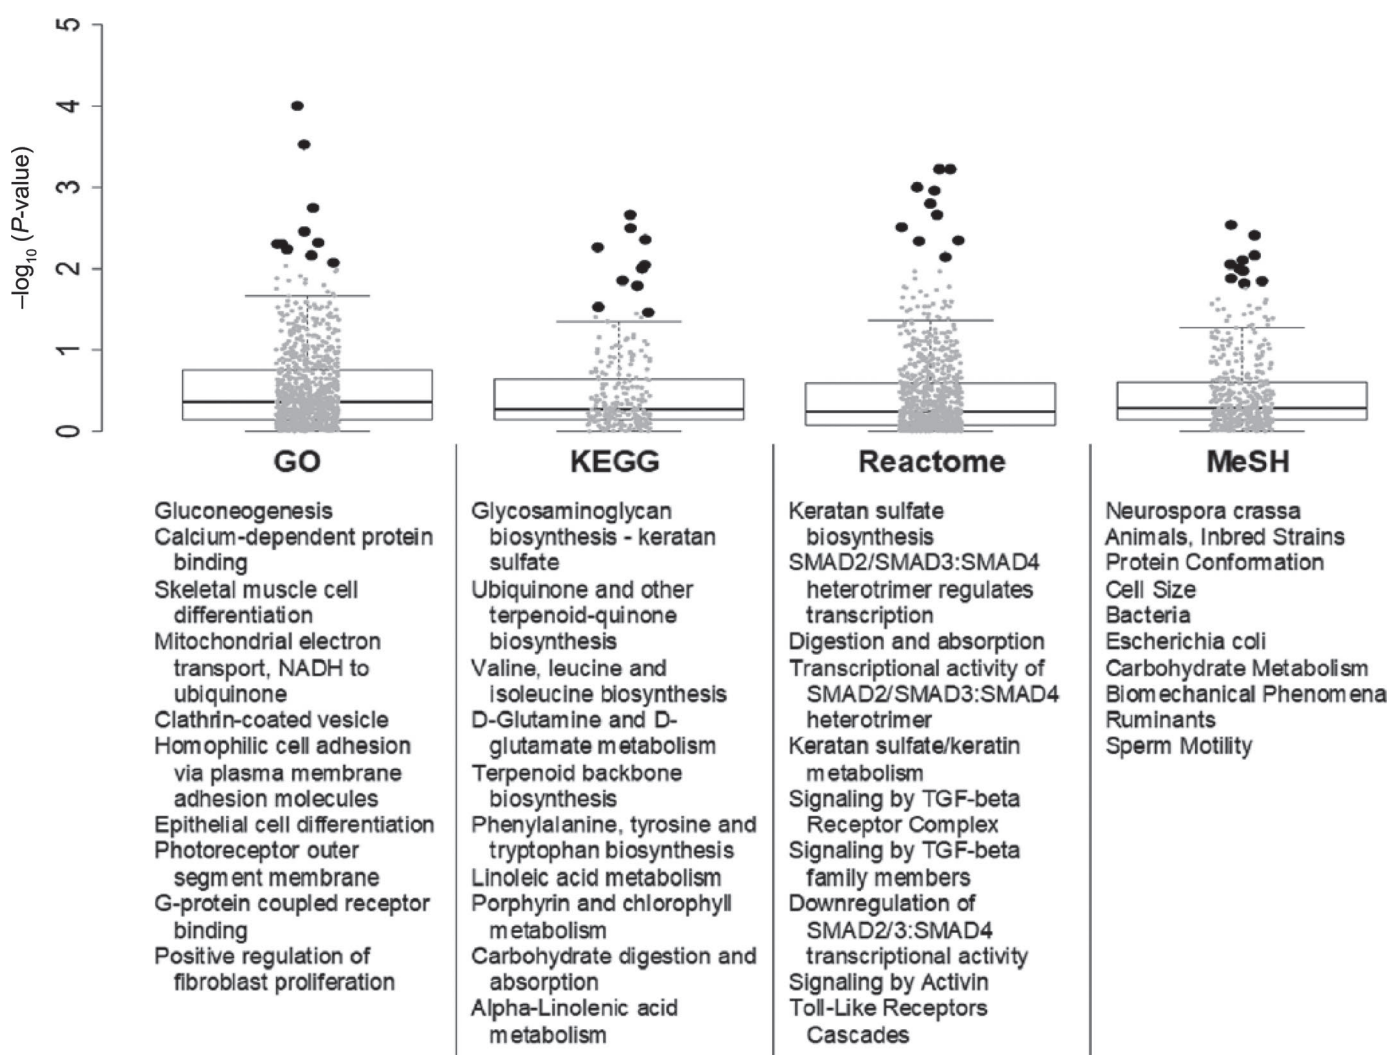 5
4
3
2
1
0
–log10 (P-value)
GO
Gluconeogenesis
Calcium-dependent protein
binding
Skeletal muscle cell
differentiation
Mitochondrial electron
transport, NADH to
ubiquinone
Clathrin-coated vesicle
Homophilic cell adhesion
via plasma membrane
adhesion molecules
Epithelial cell differentiation
Photoreceptor outer
segment membrane
G-protein coupled receptor
binding
Positive regulation of
fibroblast proliferation
KEGG
Glycosaminoglycan
biosynthesis - keratan
sulfate
Ubiquinone and other
terpenoid-quinone
biosynthesis
Valine, leucine and
isoleucine biosynthesis
D-Glutamine and D-
glutamate metabolism
Terpenoid backbone
biosynthesis
Phenylalanine, tyrosine and
tryptophan biosynthesis
Linoleic acid metabolism
Porphyrin and chlorophyll
metabolism
Carbohydrate digestion and
absorption
Alpha-Linolenic acid
metabolism
Reactome
Keratan sulfate
biosynthesis
SMAD2/SMAD3:SMAD4
heterotrimer regulates
transcription
Digestion and absorption
Transcriptional activity of
SMAD2/SMAD3:SMAD4
heterotrimer
Keratan sulfate/keratin
metabolism
Signaling by TGF-beta
Receptor Complex
Signaling by TGF-beta
family members
Downregulation of
SMAD2/3:SMAD4
transcriptional activity
Signaling by Activin
Toll-Like Receptors
Cascades
MeSH
Neurospora crassa
Animals, Inbred Strains
Protein Conformation
Cell Size
Bacteria
Escherichia coli
Carbohydrate Metabolism
Biomechanical Phenomena
Ruminants
Sperm Motility